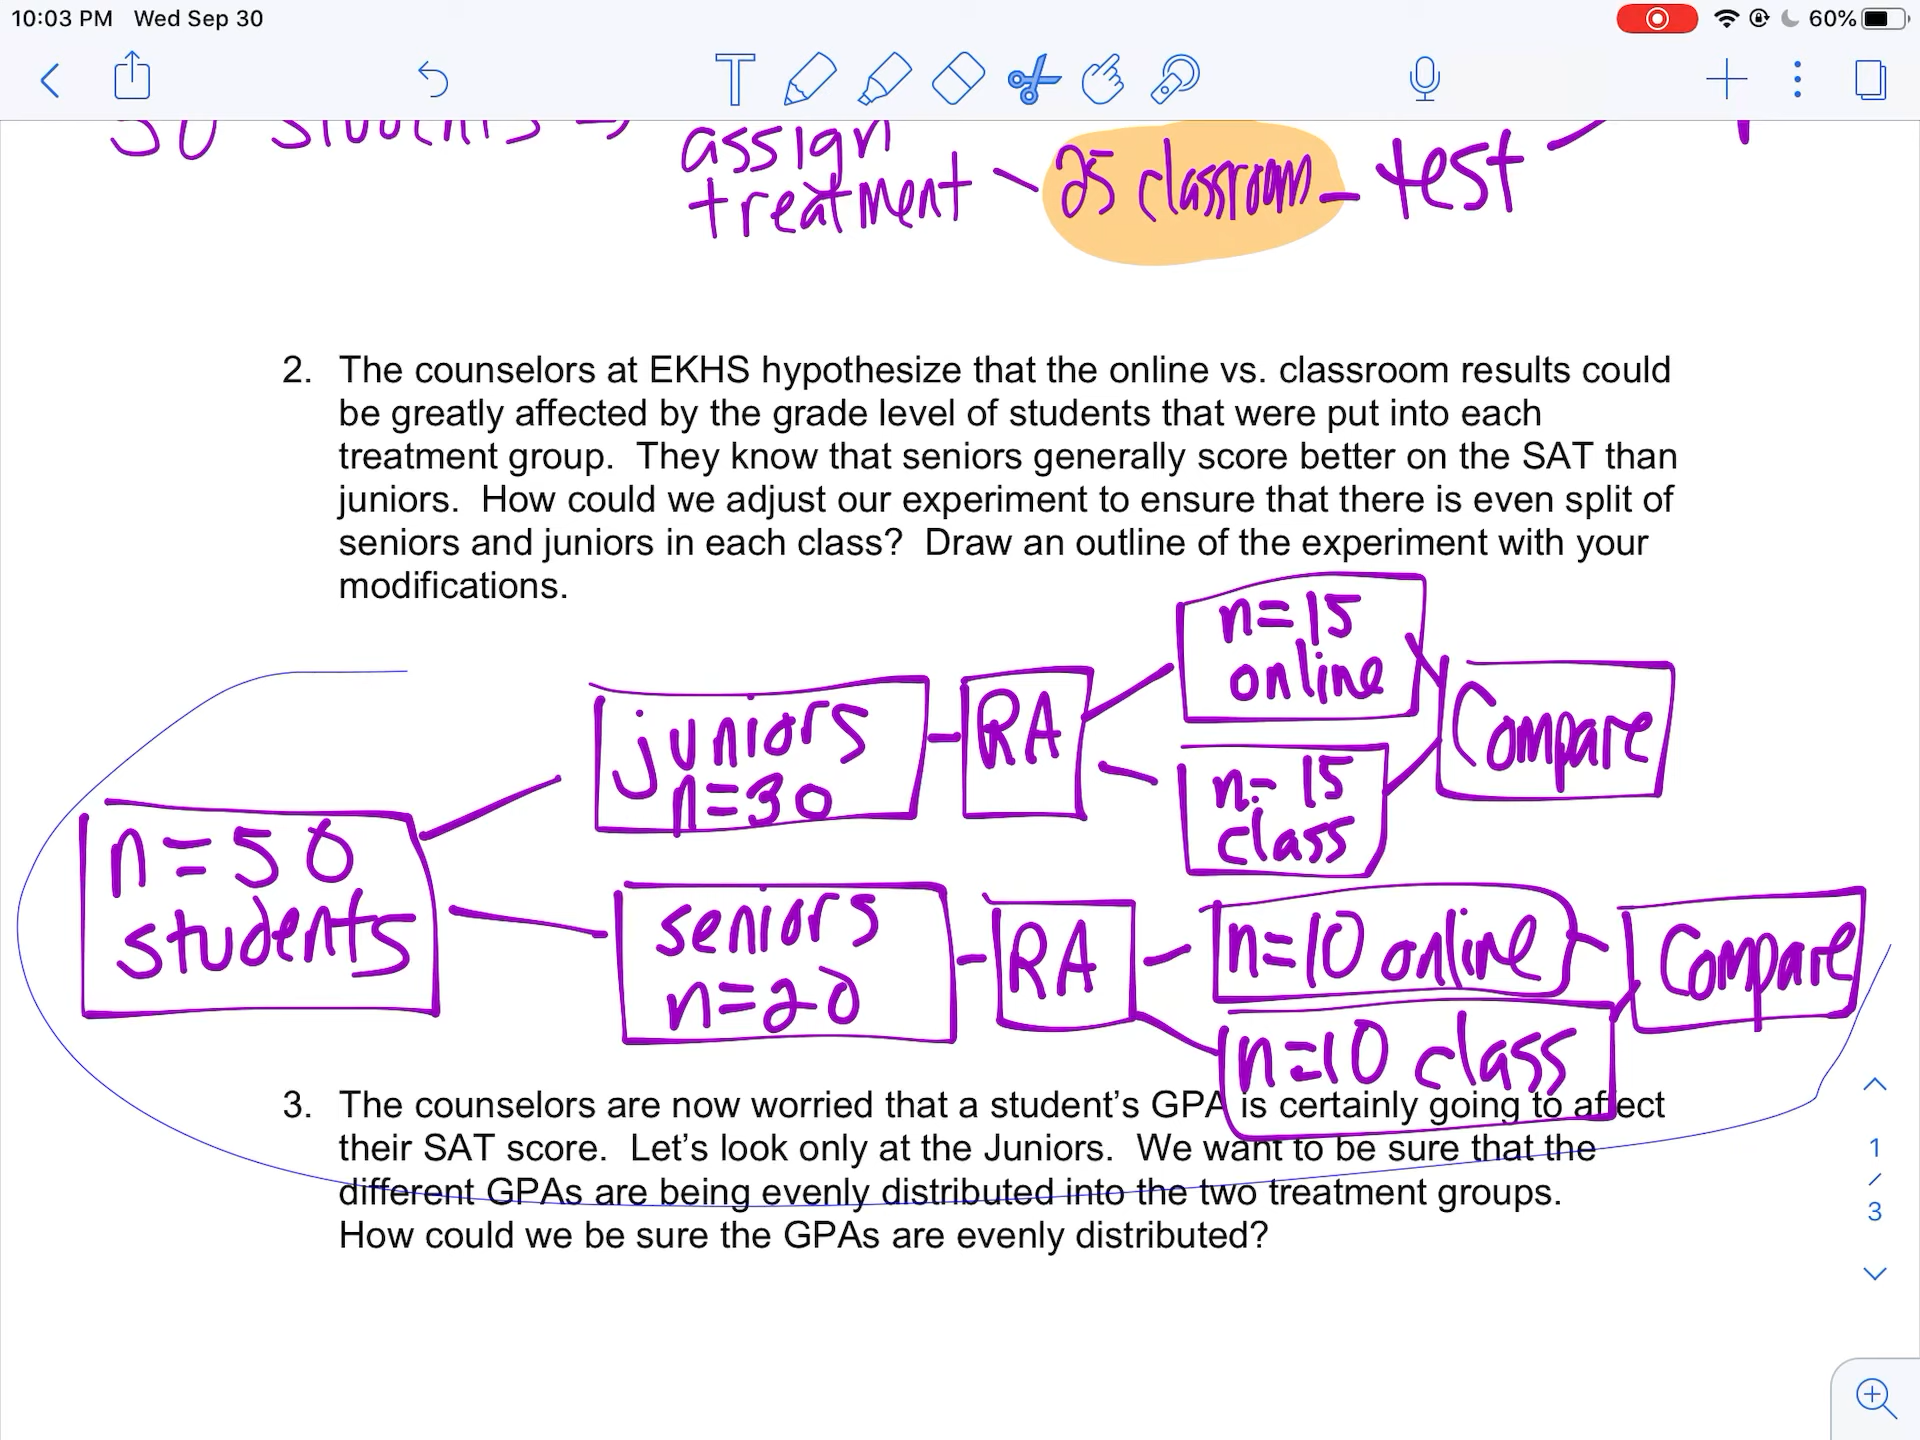 10:03 PM Wed Sep 30
60%
T
50 students
assign
treatment
25 classroom
test
2. The counselors at EKHS hypothesize that the online vs. classroom results could
be greatly affected by the grade level of students that were put into each
treatment group. They know that seniors generally score better on the SAT than
juniors. How could we adjust our experiment to ensure that there is even split of
seniors and juniors in each class? Draw an outline of the experiment with your
modifications.
n=15
online
juniors
n=30
RA
Compare
n=15
class
n=50
students
seniors
n=20
RA
n=10 online
Compare
n=10 class
3. The counselors are now worried that a student’s GPA is certainly going to affect
their SAT score. Let’s look only at the Juniors. We want to be sure that the
different GPAs are being evenly distributed into the two treatment groups.
How could we be sure the GPAs are evenly distributed?
1
/
3